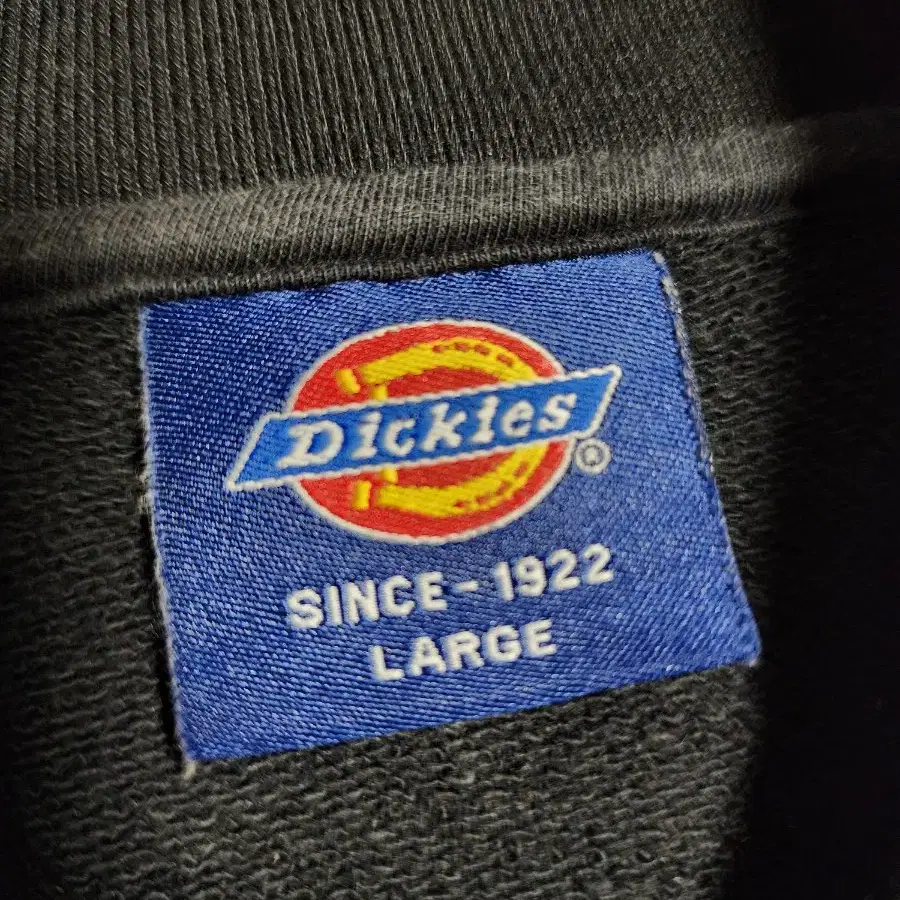 Dickies
®
SINCE-1922
LARGE